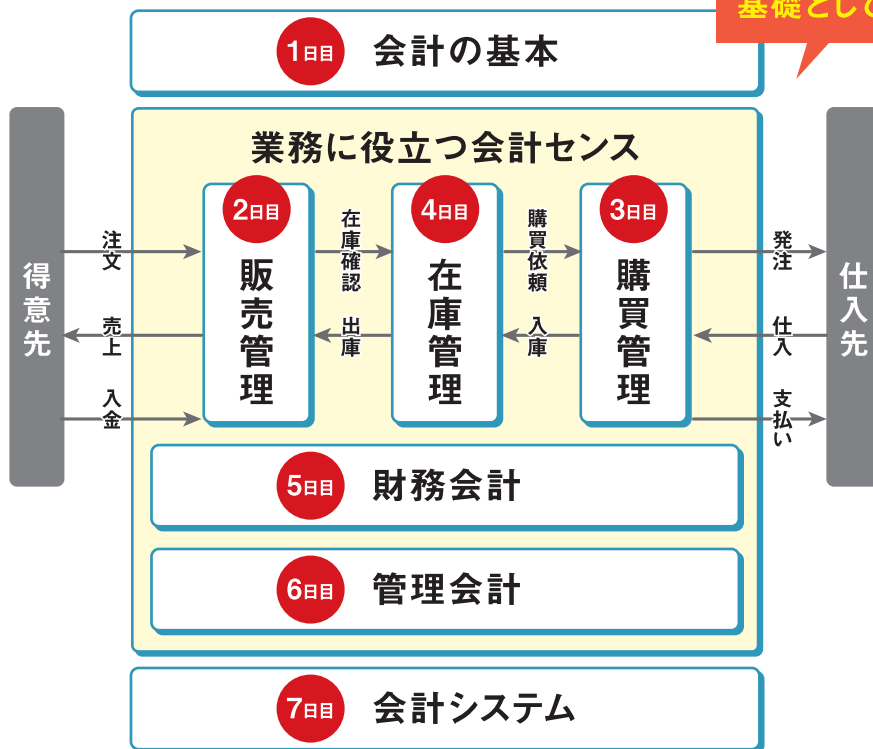 基礎として
1日目 会計の基本
業務に役立つ会計センス
得意先
注文
売上
入金
2日目
販売管理
在庫確認
出庫
4日目
在庫管理
購買依頼
入庫
3日目
購買管理
発注
仕入
支払い
仕入先
5日目 財務会計
6日目 管理会計
7日目 会計システム